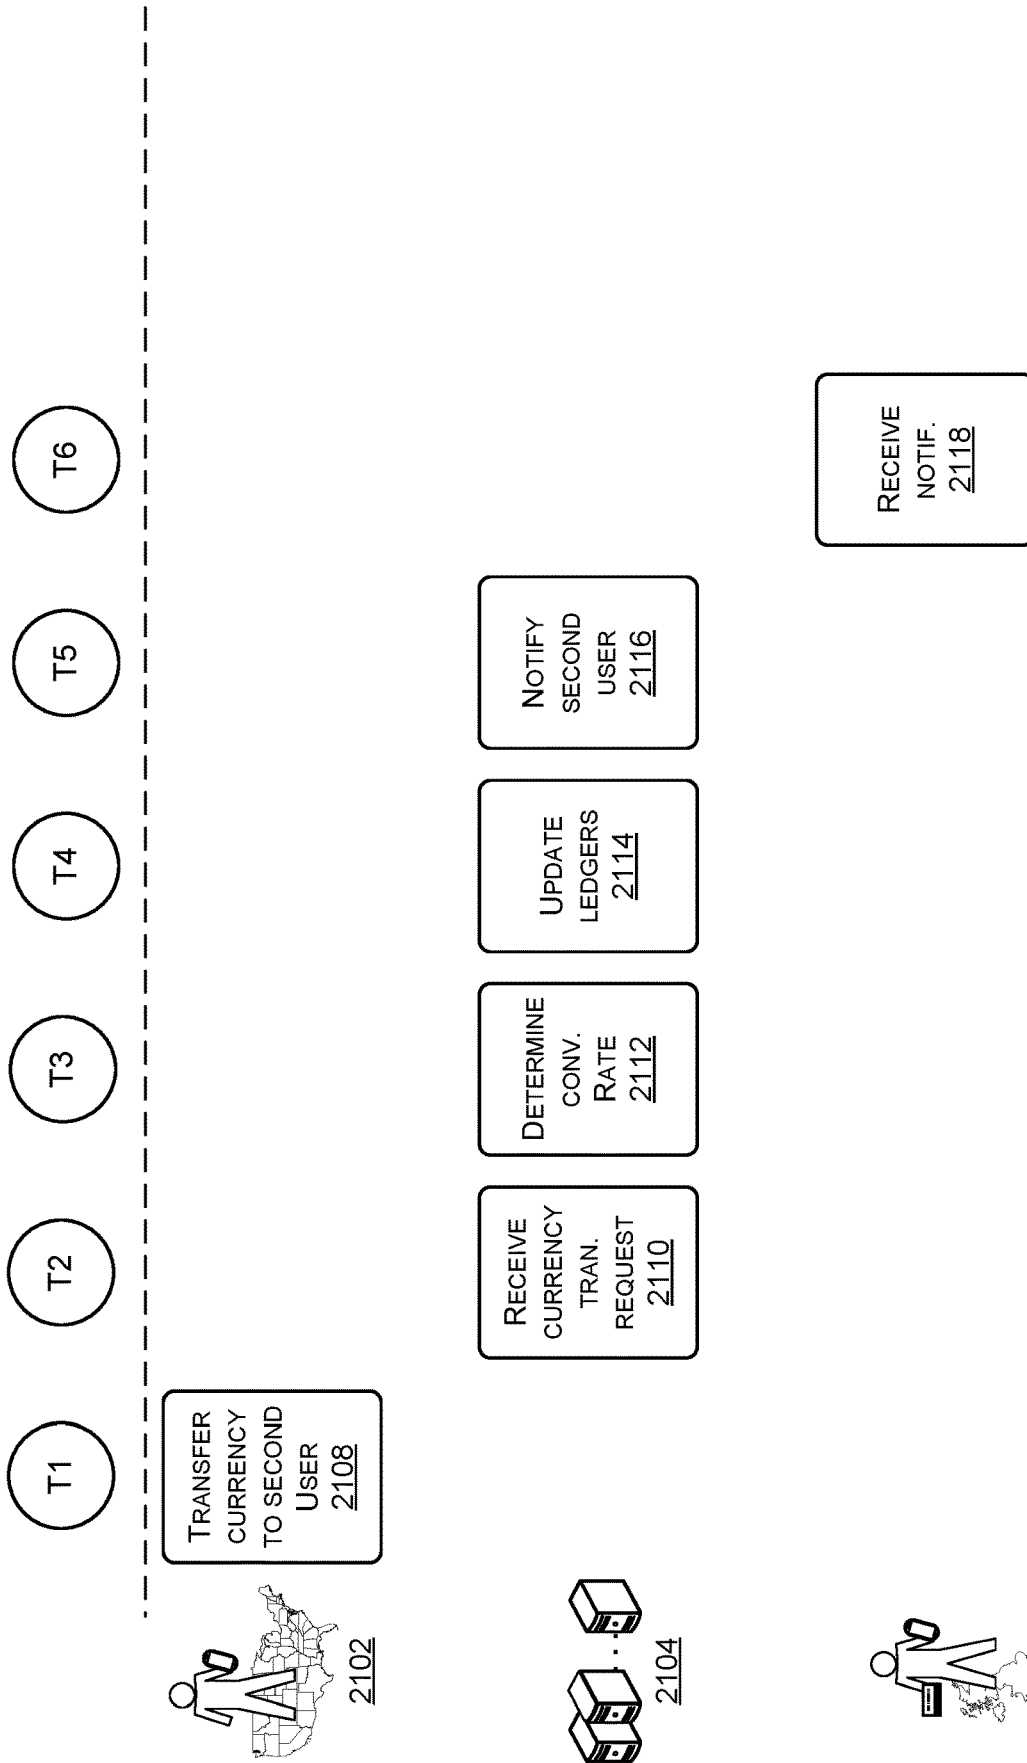 T1
T2
T3
T4
T5
T6
TRANSFER
CURRENCY
TO SECOND
USER
2108
2102
RECEIVE
CURRENCY
TRAN.
REQUEST
2110
DETERMINE
CONV.
RATE
2112
UPDATE
LEDGERS
2114
NOTIFY
SECOND
USER
2116
2104
RECEIVE
NOTIF.
2118